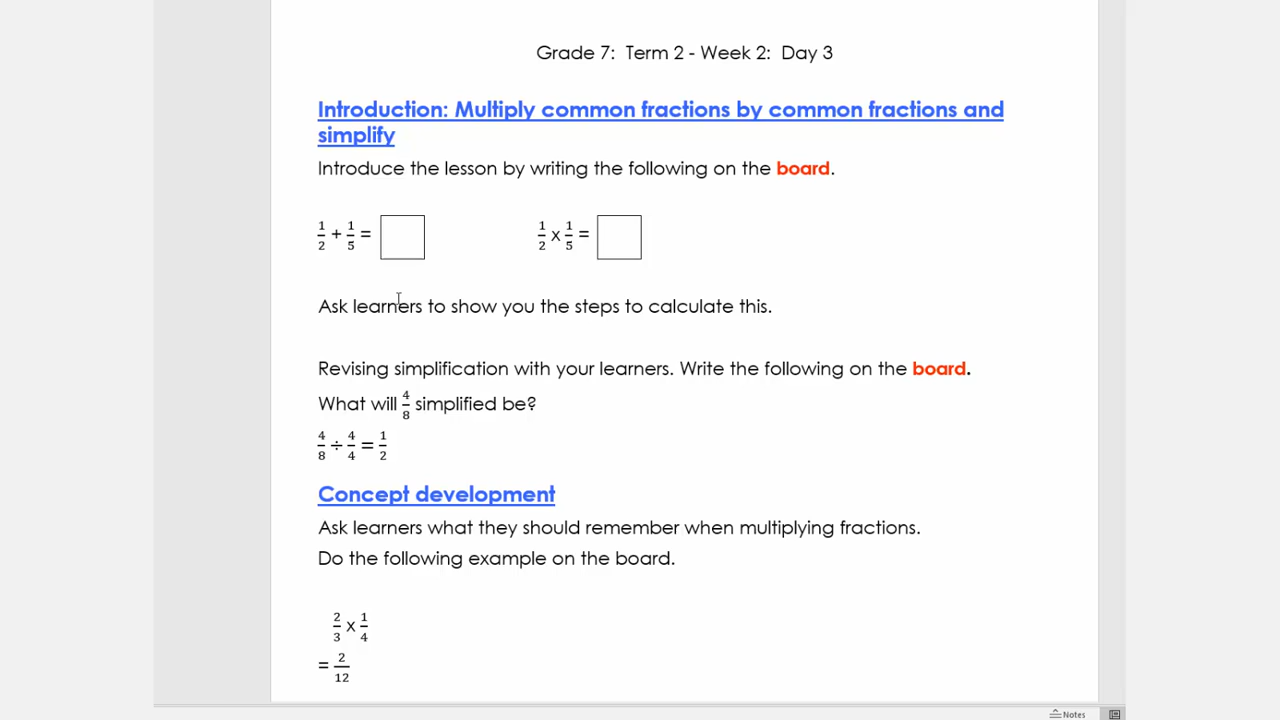 Grade 7: Term 2 - Week 2: Day 3
Introduction: Multiply common fractions by common fractions and
simplify
Introduce the lesson by writing the following on the board.
1/2 + 1/5 = 1/2 x 1/5 =
Ask learners to show you the steps to calculate this.
Revising simplification with your learners. Write the following on the board.
What will 4/8 simplified be?
4/8 ÷ 4/4 = 1/2
Concept development
Ask learners what they should remember when multiplying fractions.
Do the following example on the board.
2/3 x 1/4
= 2/12
Notes